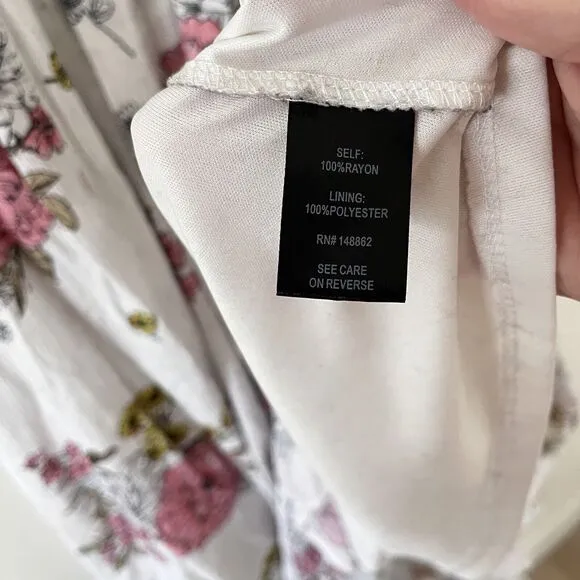 SELF:
100%RAYON
LINING:
100%POLYESTER
RN# 148862
SEE CARE
ON REVERSE